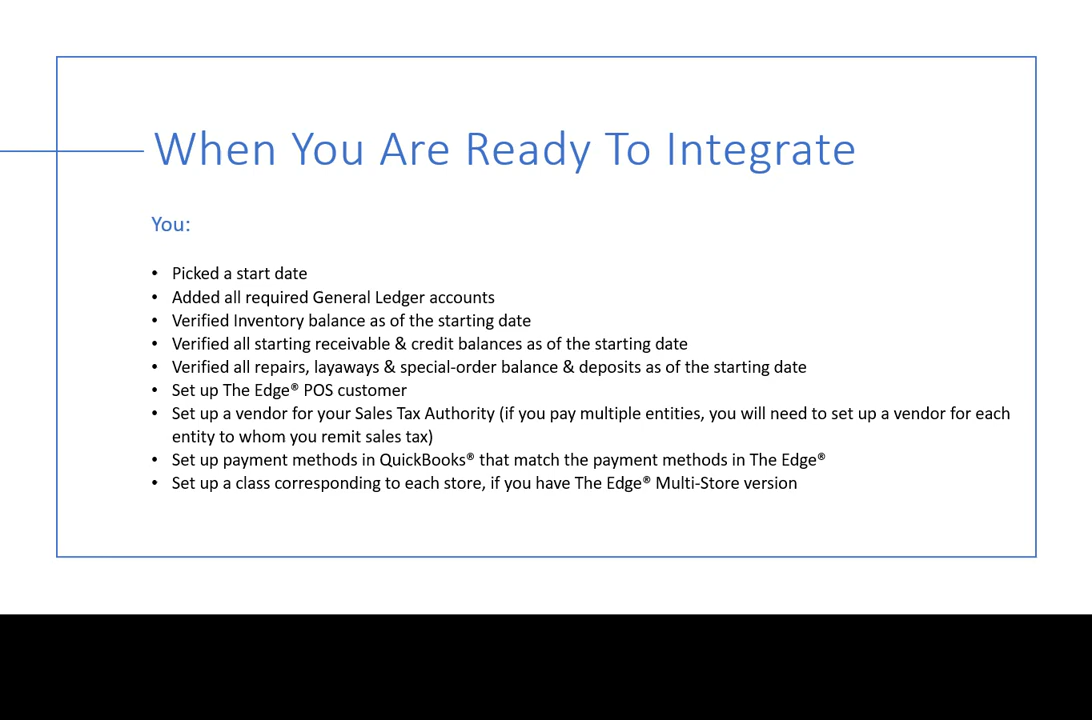 When You Are Ready To Integrate
You:
• Picked a start date
• Added all required General Ledger accounts
• Verified Inventory balance as of the starting date
• Verified all starting receivable & credit balances as of the starting date
• Verified all repairs, layaways & special-order balance & deposits as of the starting date
• Set up The Edge® POS customer
• Set up a vendor for your Sales Tax Authority (if you pay multiple entities, you will need to set up a vendor for each
entity to whom you remit sales tax)
• Set up payment methods in QuickBooks® that match the payment methods in The Edge®
• Set up a class corresponding to each store, if you have The Edge® Multi-Store version